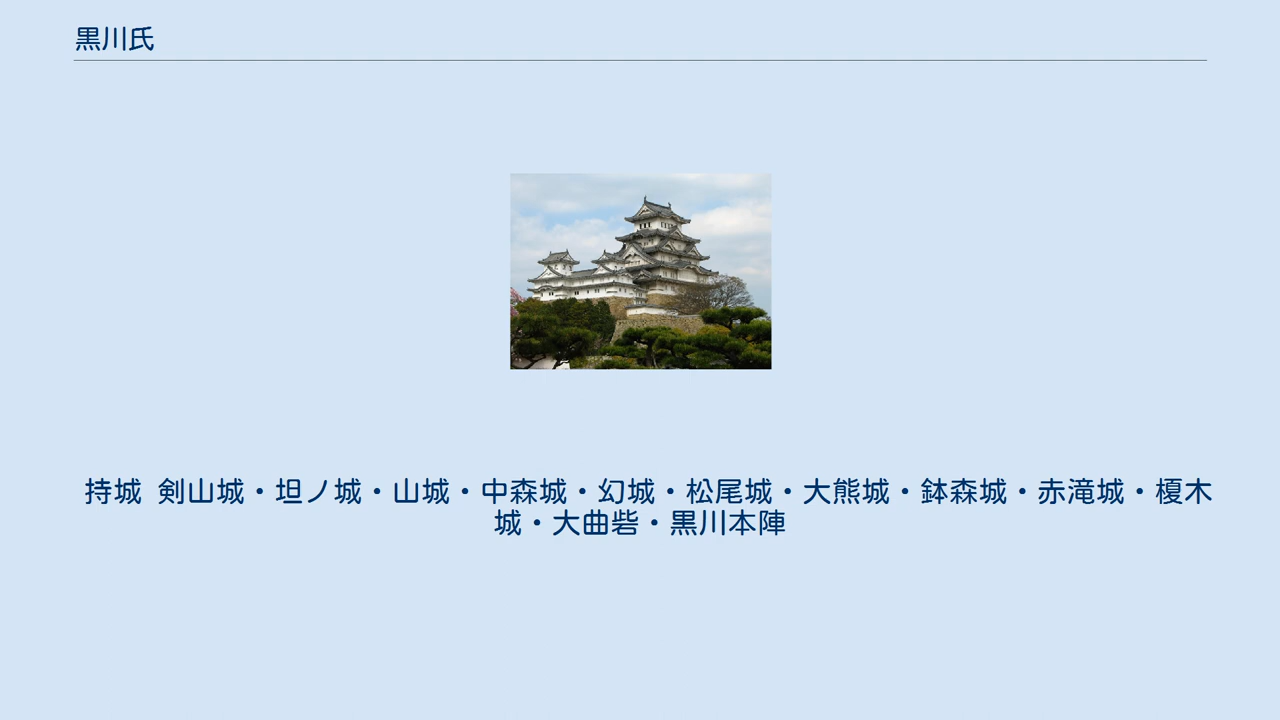 黒川氏
持城 剣山城・坦ノ城・山城・中森城・幻城・松尾城・大熊城・鉢森城・赤滝城・榎木
城・大曲砦・黒川本陣